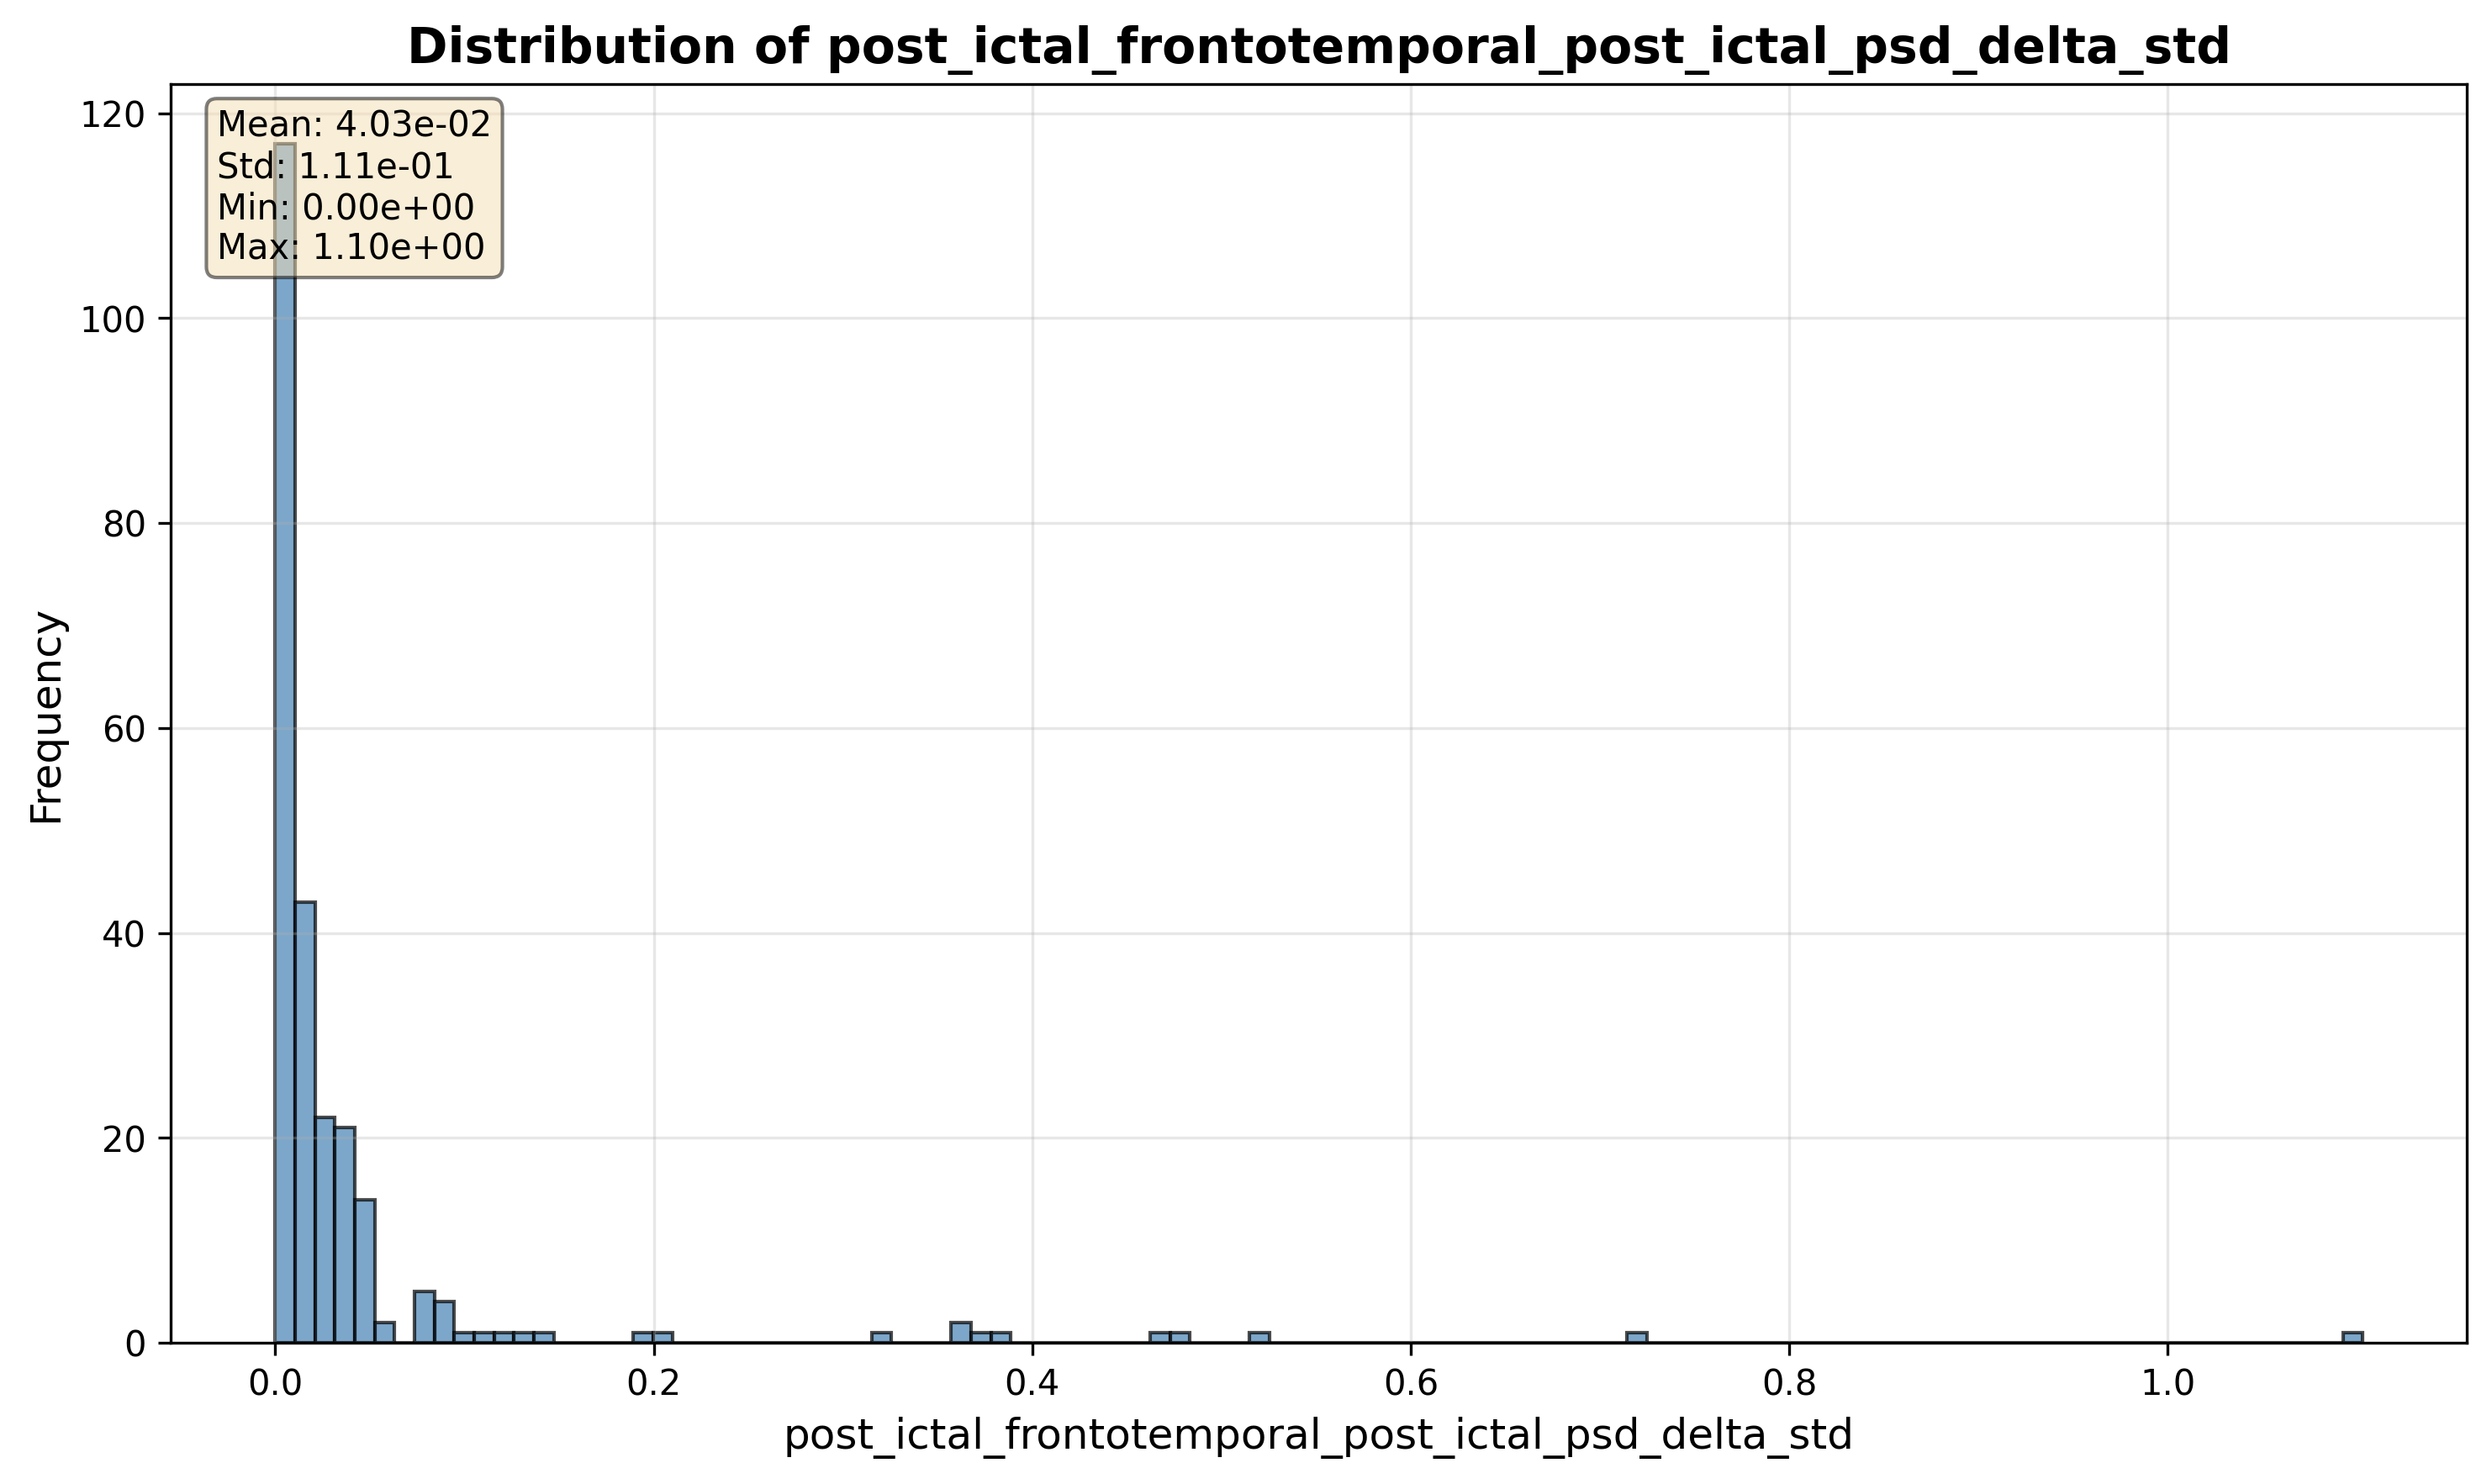 Distribution of post_ictal_frontotemporal_post_ictal_psd_delta_std
120
100
80
60
40
20
0
Frequency
Mean: 4.03e-02
Std: 1.11e-01
Min: 0.00e+00
Max: 1.10e+00
0.0 0.2 0.4 0.6 0.8 1.0
post_ictal_frontotemporal_post_ictal_psd_delta_std